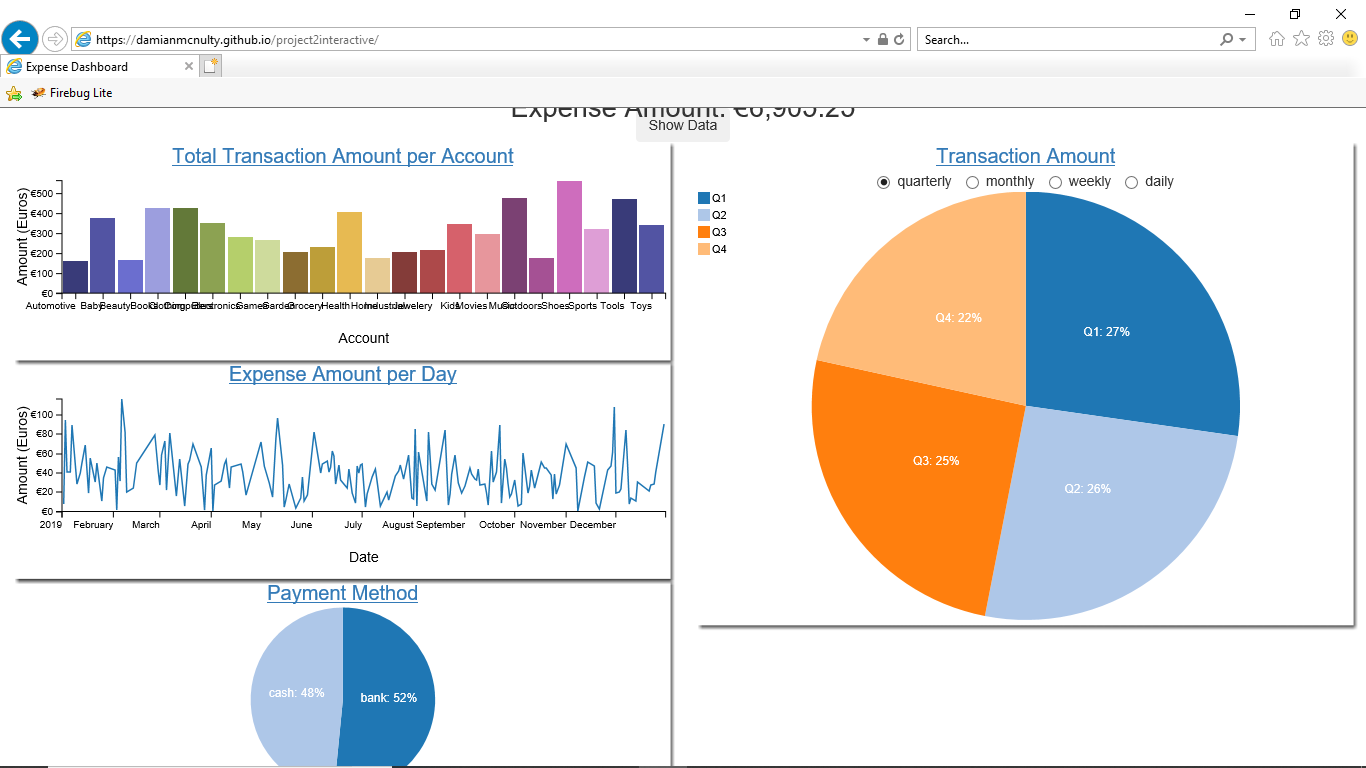 https://damianmcnulty.github.io/project2interactive/
Search...
Expense Dashboard
Firebug Lite
Expense Amount: €6,905.25
Show Data
Total Transaction Amount per Account
Amount (Euros)
€500
€400
€300
€200
€100
€0
Automotive Baby Beauty Books Clothing Computers Electronics Games Garden Grocery Health Home Industrial Jewelery Kids Movies Music Outdoors Shoes Sports Tools Toys
Account
Expense Amount per Day
Amount (Euros)
€100
€80
€60
€40
€20
€0
2019 February March April May June July August September October November December
Date
Payment Method
cash: 48%
bank: 52%
Transaction Amount
quarterly monthly weekly daily
Q1
Q2
Q3
Q4
Q4: 22%
Q1: 27%
Q3: 25%
Q2: 26%